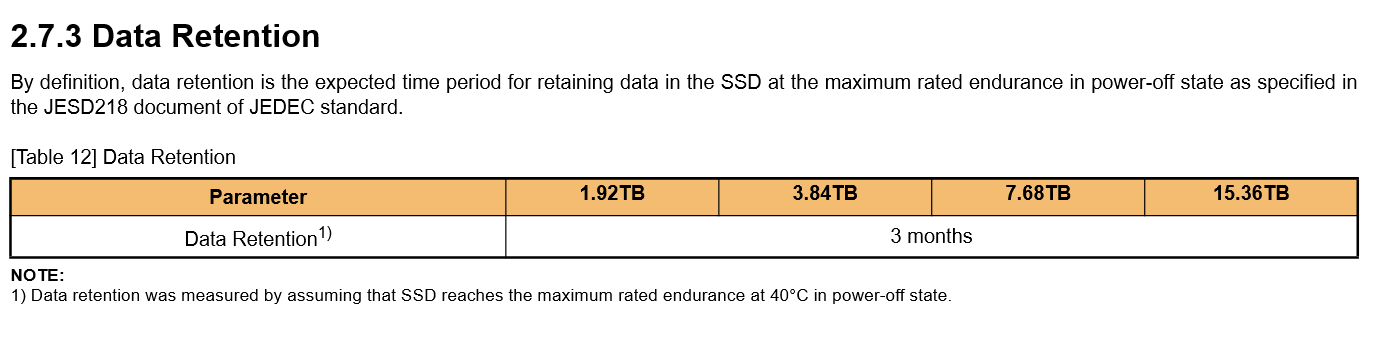 2.7.3 Data Retention
By definition, data retention is the expected time period for retaining data in the SSD at the maximum rated endurance in power-off state as specified in
the JESD218 document of JEDEC standard.
[Table 12] Data Retention
Parameter 1.92TB 3.84TB 7.68TB 15.36TB
Data Retention1) 3 months
NOTE:
1) Data retention was measured by assuming that SSD reaches the maximum rated endurance at 40°C in power-off state.